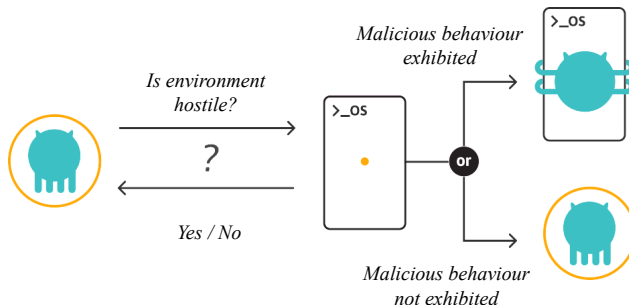 >_OS
Malicious behaviour
exhibited
Is environment
hostile?
>_OS
?
or
Yes / No
Malicious behaviour
not exhibited